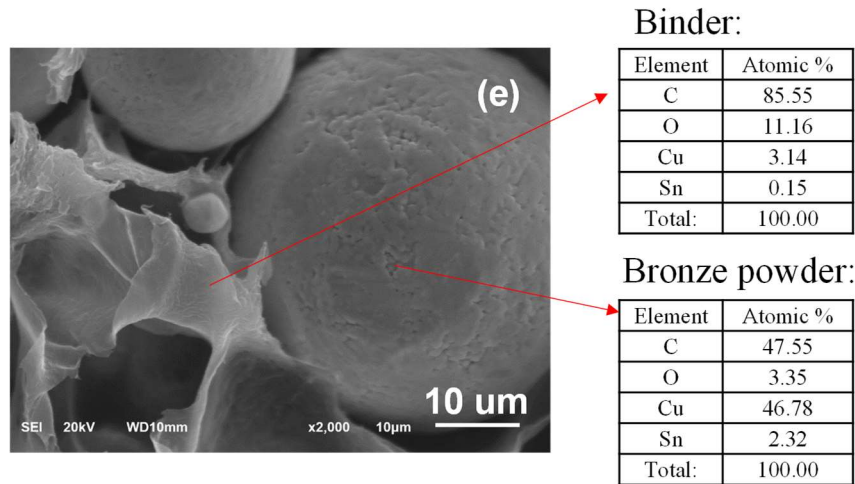 Binder:
Element Atomic %
C 85.55
O 11.16
Cu 3.14
Sn 0.15
Total: 100.00
Bronze powder:
Element Atomic %
C 47.55
O 3.35
Cu 46.78
Sn 2.32
Total: 100.00
(e)
10 um
SEI 20kV WD10mm x2,000 10µm